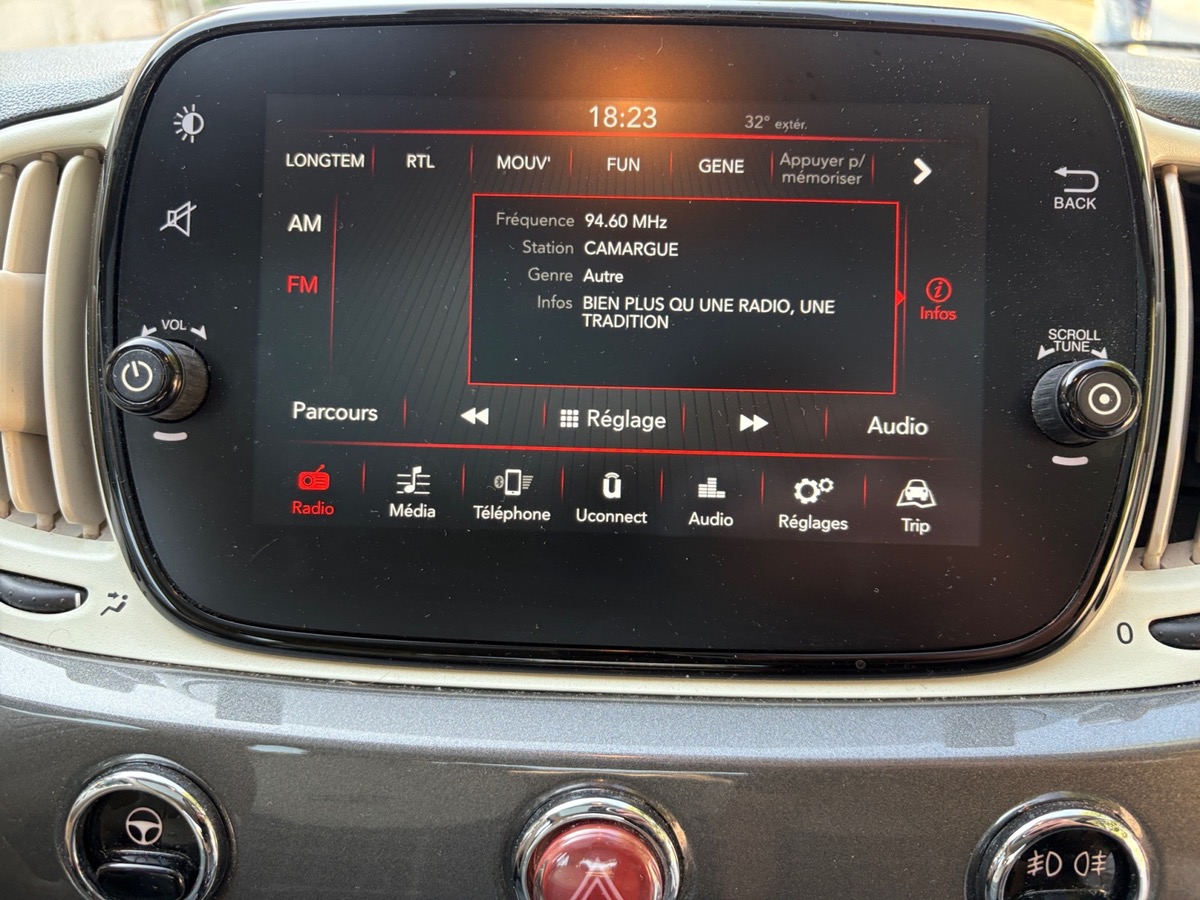 18:23 32° extér.
LONGTEM RTL MOUV' FUN GENE Appuyer p/
mémoriser
AM
FM
Fréquence 94.60 MHz
Station CAMARGUE
Genre Autre
Infos BIEN PLUS QU UNE RADIO, UNE
TRADITION
Infos
BACK
VOL
SCROLL
TUNE
Parcours Réglage Audio
Radio Média Téléphone Uconnect Audio Réglages Trip
0